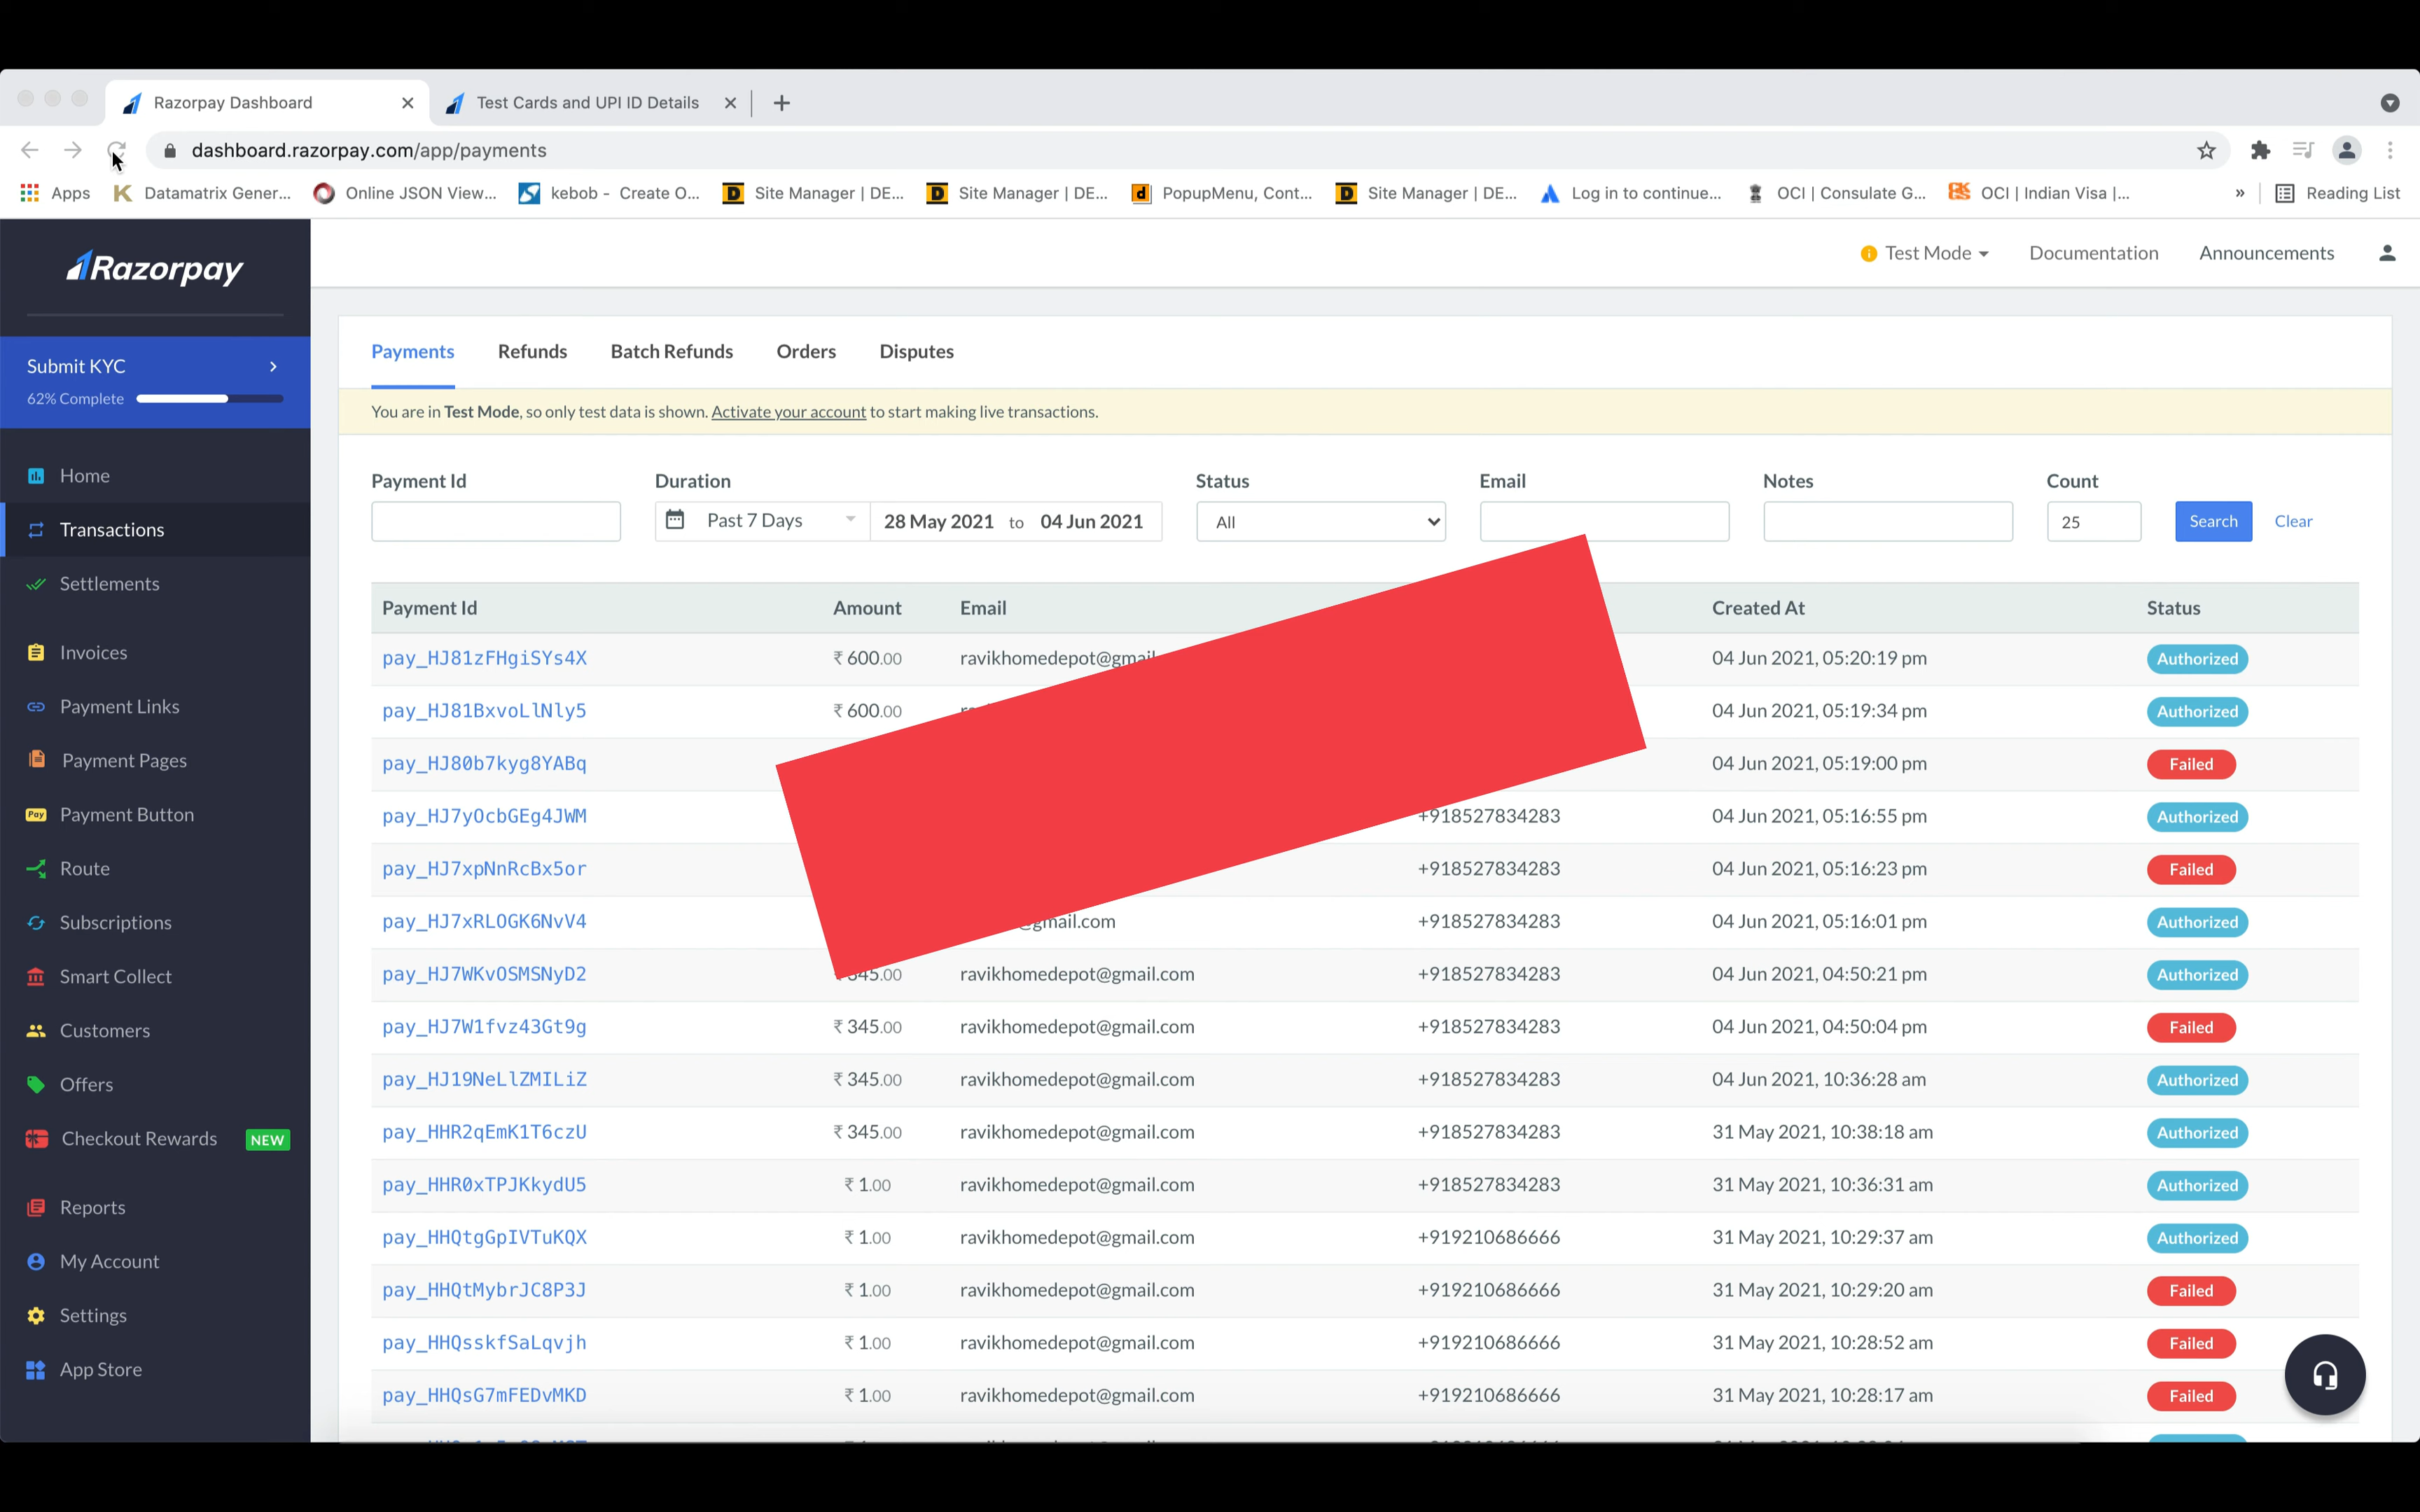 Razorpay Dashboard
Test Cards and UPI ID Details
dashboard.razorpay.com/app/payments
Apps Datamatrix Gener... Online JSON View... kebob - Create O... Site Manager | DE... Site Manager | DE... PopupMenu, Cont... Site Manager | DE... Log in to continue... OCI | Consulate G... OCI | Indian Visa |... » Reading List
Razorpay
Test Mode Documentation Announcements
Submit KYC
62% Complete
Home
Transactions
Settlements
Invoices
Payment Links
Payment Pages
Pay Payment Button
Route
Subscriptions
Smart Collect
Customers
Offers
Checkout Rewards NEW
Reports
My Account
Settings
App Store
Payments Refunds Batch Refunds Orders Disputes
You are in Test Mode, so only test data is shown. Activate your account to start making live transactions.
Payment Id Duration Status Email Notes Count
Past 7 Days 28 May 2021 to 04 Jun 2021 All 25 Search Clear
Payment Id Amount Email Created At Status
pay_HJ81zFHgiSYs4X ₹ 600.00 ravikhomedepot@gmail 04 Jun 2021, 05:20:19 pm Authorized
pay_HJ81BxvoLlNly5 ₹ 600.00 04 Jun 2021, 05:19:34 pm Authorized
pay_HJ80b7kyg8YABq 04 Jun 2021, 05:19:00 pm Failed
pay_HJ7yOcbGEg4JWM +918527834283 04 Jun 2021, 05:16:55 pm Authorized
pay_HJ7xpNnRcBx5or +918527834283 04 Jun 2021, 05:16:23 pm Failed
pay_HJ7xRLOGK6NvV4 @gmail.com +918527834283 04 Jun 2021, 05:16:01 pm Authorized
pay_HJ7WKvOSMSNyD2 ₹ 345.00 ravikhomedepot@gmail.com +918527834283 04 Jun 2021, 04:50:21 pm Authorized
pay_HJ7W1fvz43Gt9g ₹ 345.00 ravikhomedepot@gmail.com +918527834283 04 Jun 2021, 04:50:04 pm Failed
pay_HJ19NeLlZMILiZ ₹ 345.00 ravikhomedepot@gmail.com +918527834283 04 Jun 2021, 10:36:28 am Authorized
pay_HHR2qEmK1T6czU ₹ 345.00 ravikhomedepot@gmail.com +918527834283 31 May 2021, 10:38:18 am Authorized
pay_HHR0xTPJKkydU5 ₹ 1.00 ravikhomedepot@gmail.com +918527834283 31 May 2021, 10:36:31 am Authorized
pay_HHQtgGpIVTuKQX ₹ 1.00 ravikhomedepot@gmail.com +919210686666 31 May 2021, 10:29:37 am Authorized
pay_HHQtMybrJC8P3J ₹ 1.00 ravikhomedepot@gmail.com +919210686666 31 May 2021, 10:29:20 am Failed
pay_HHQsskfSaLqvjh ₹ 1.00 ravikhomedepot@gmail.com +919210686666 31 May 2021, 10:28:52 am Failed
pay_HHQsG7mFEDvMKD ₹ 1.00 ravikhomedepot@gmail.com +919210686666 31 May 2021, 10:28:17 am Failed